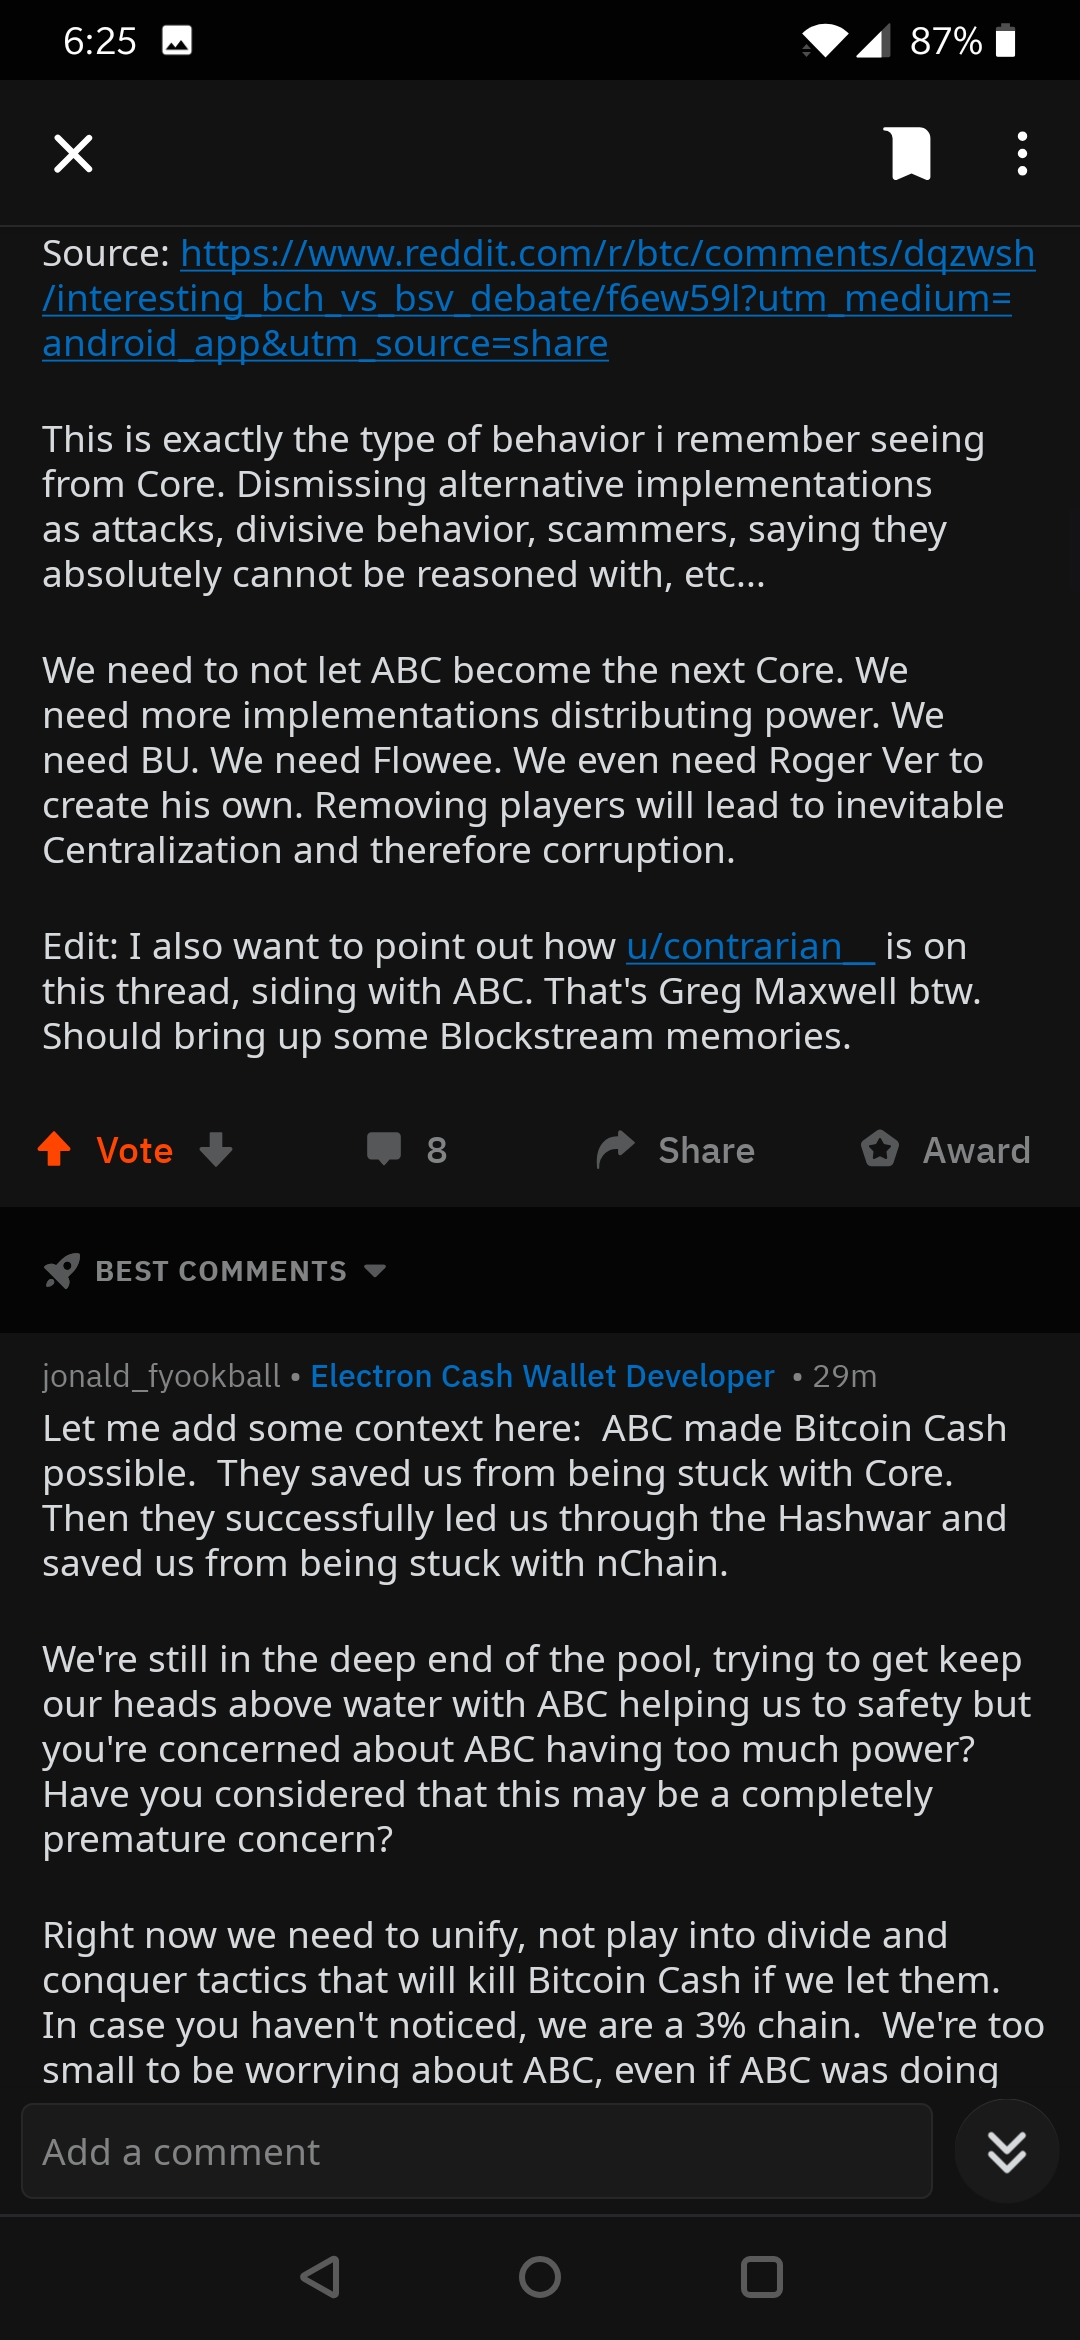 6:25
87%
Source: https://www.reddit.com/r/btc/comments/dqzwsh
/interesting_bch_vs_bsv_debate/f6ew59l?utm_medium=
android_app&utm_source=share
This is exactly the type of behavior i remember seeing
from Core. Dismissing alternative implementations
as attacks, divisive behavior, scammers, saying they
absolutely cannot be reasoned with, etc...
We need to not let ABC become the next Core. We
need more implementations distributing power. We
need BU. We need Flowee. We even need Roger Ver to
create his own. Removing players will lead to inevitable
Centralization and therefore corruption.
Edit: I also want to point out how u/contrarian__ is on
this thread, siding with ABC. That's Greg Maxwell btw.
Should bring up some Blockstream memories.
Vote 8 Share Award
BEST COMMENTS
jonald_fyookball • Electron Cash Wallet Developer • 29m
Let me add some context here:  ABC made Bitcoin Cash
possible.  They saved us from being stuck with Core.
Then they successfully led us through the Hashwar and
saved us from being stuck with nChain.
We're still in the deep end of the pool, trying to get keep
our heads above water with ABC helping us to safety but
you're concerned about ABC having too much power?
Have you considered that this may be a completely
premature concern?
Right now we need to unify, not play into divide and
conquer tactics that will kill Bitcoin Cash if we let them.
In case you haven't noticed, we are a 3% chain.  We're too
small to be worrying about ABC, even if ABC was doing
Add a comment